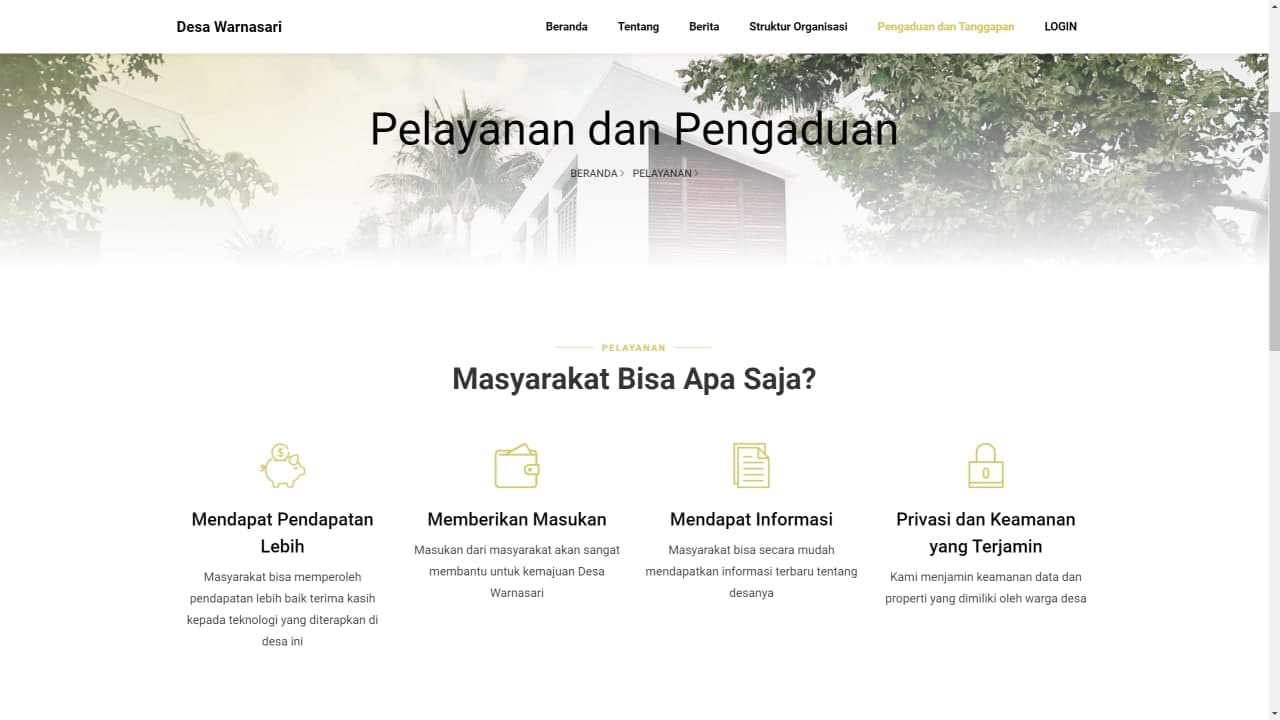 Desa Warnasari
Beranda Tentang Berita Struktur Organisasi Pengaduan dan Tanggapan LOGIN
Pelayanan dan Pengaduan
BERANDA > PELAYANAN >
PELAYANAN
Masyarakat Bisa Apa Saja?
$
0
Mendapat Pendapatan
Lebih
Masyarakat bisa memperoleh
pendapatan lebih baik terima kasih
kepada teknologi yang diterapkan di
desa ini
Memberikan Masukan
Masukan dari masyarakat akan sangat
membantu untuk kemajuan Desa
Warnasari
Mendapat Informasi
Masyarakat bisa secara mudah
mendapatkan informasi terbaru tentang
desanya
Privasi dan Keamanan
yang Terjamin
Kami menjamin keamanan data dan
properti yang dimiliki oleh warga desa